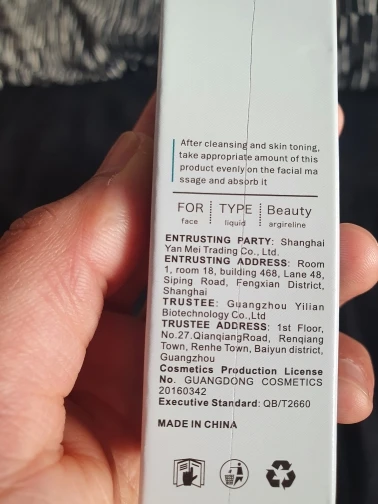 After cleansing and skin toning,
take appropriate amount of this
product evenly on the facial ma
ssage and absorb it
FOR TYPE Beauty
face liquid argireline
ENTRUSTING PARTY: Shanghai
Yan Mei Trading Co., Ltd.
ENTRUSTING ADDRESS: Room
1, room 18, building 468, Lane 48,
Siping Road, Fengxian District,
Shanghai
TRUSTEE: Guangzhou Yilian
Biotechnology Co.,Ltd
TRUSTEE ADDRESS: 1st Floor,
No.27.QianqiangRoad, Renqiang
Town, Renhe Town, Baiyun district,
Guangzhou
Cosmetics Production License
No. GUANGDONG COSMETICS
20160342
Executive Standard: QB/T2660
MADE IN CHINA